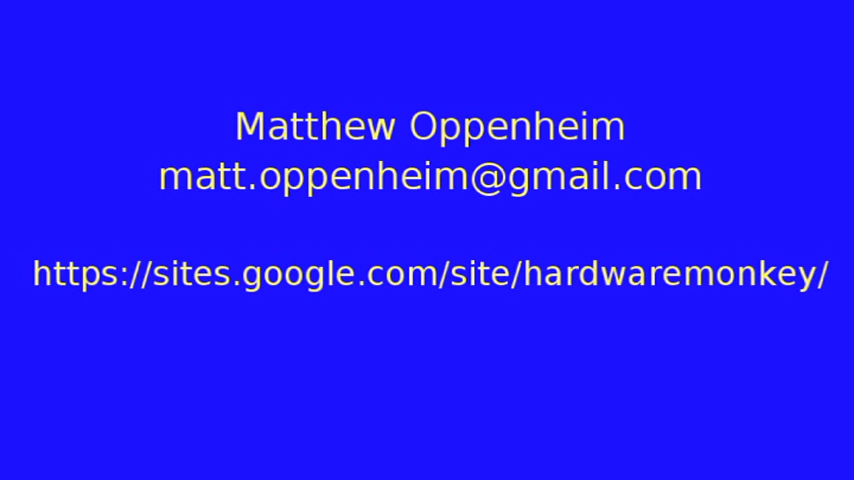 Matthew Oppenheim
matt.oppenheim@gmail.com
https://sites.google.com/site/hardwaremonkey/